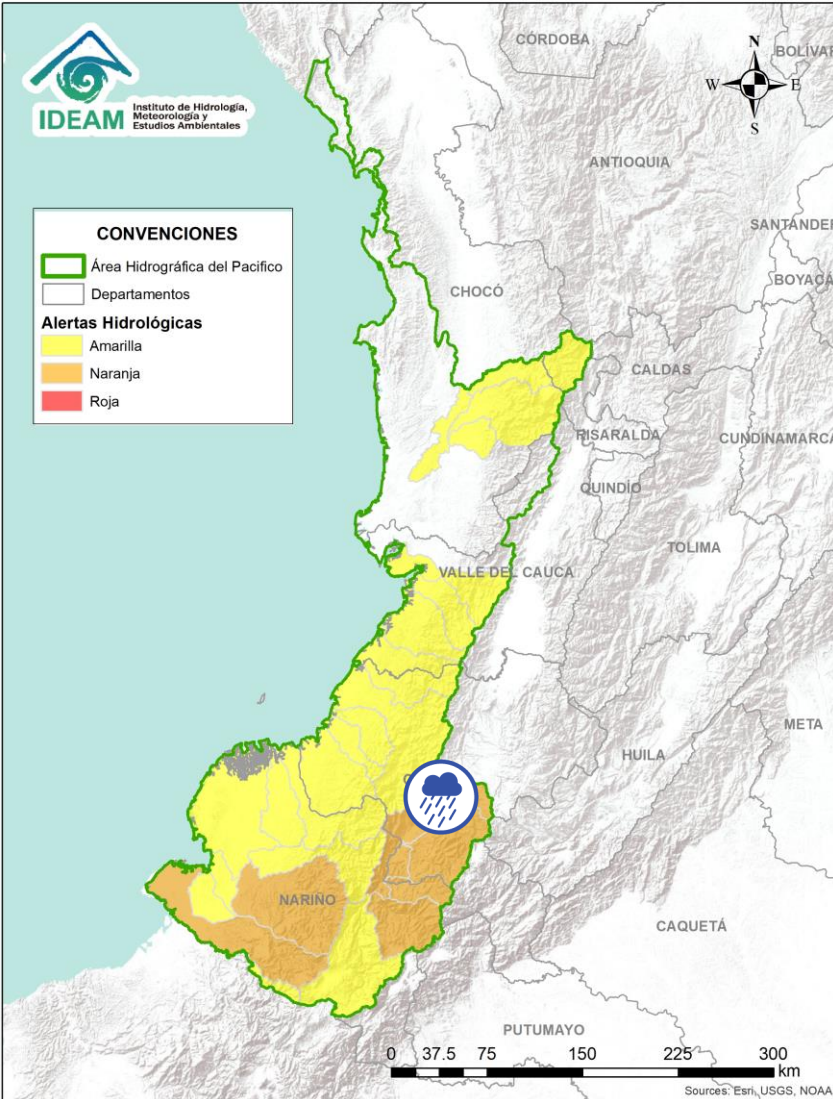 IDEAM
Instituto de Hidrología,
Meteorología y
Estudios Ambientales
CÓRDOBA
BOLÍVAR
N
W
E
S
ANTIOQUIA
SANTANDER
BOYACÁ
CONVENCIONES
Área Hidrográfica del Pacifico
Departamentos
Alertas Hidrológicas
Amarilla
Naranja
Roja
CHOCÓ
CALDAS
RISARALDA
CUNDINAMARCA
QUINDÍO
TOLIMA
VALLE DEL CAUCA
META
HUILA
NARIÑO
CAQUETÁ
PUTUMAYO
0 37.5 75 150 225 300
km
Sources: Esri, USGS, NOAA